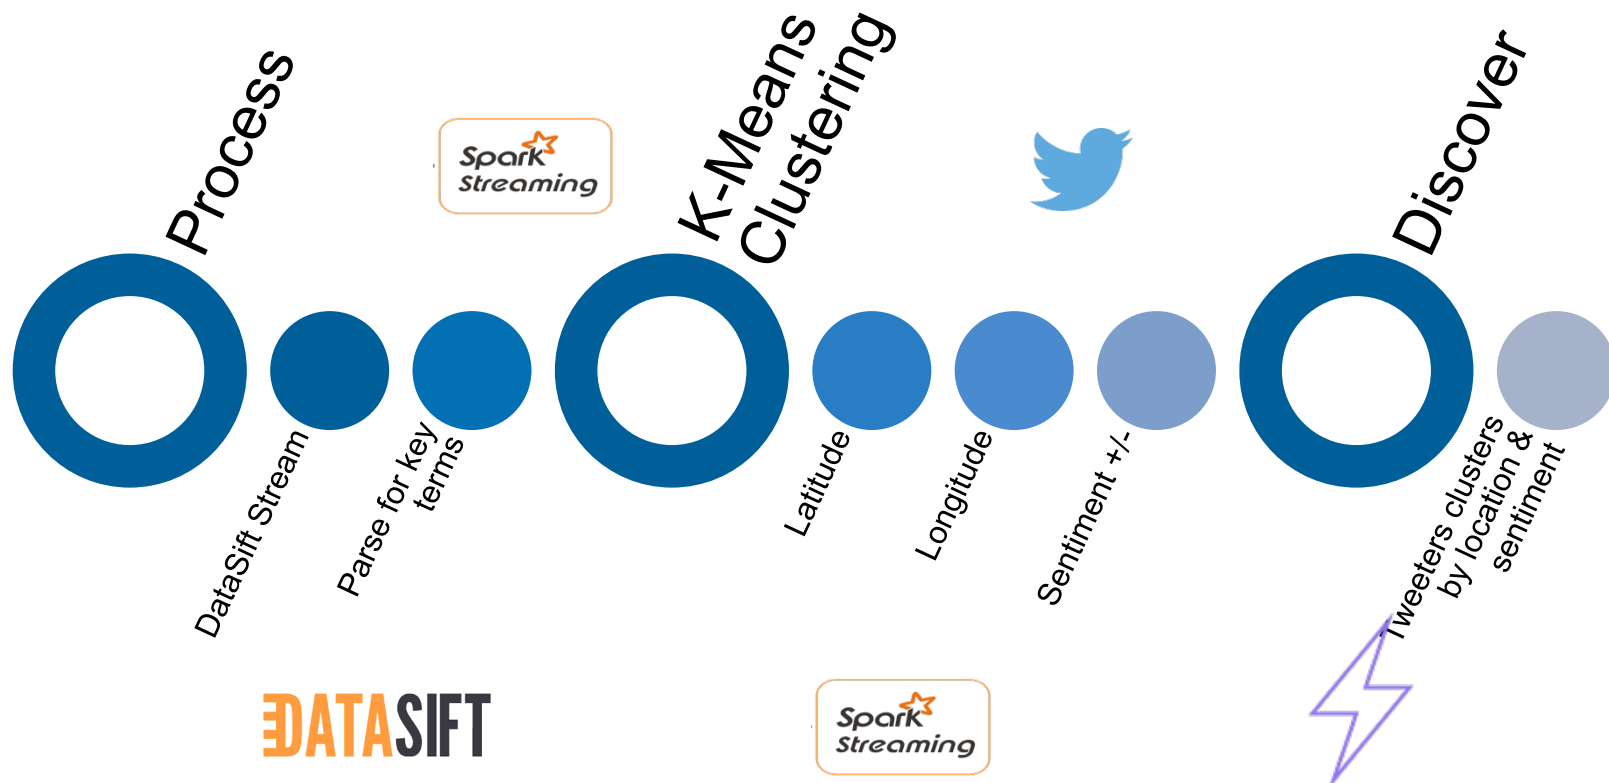 Process
Spark
Streaming
K-Means
Clustering
Discover
DataSift Stream
Parse for key
terms
Latitude
Longitude
Sentiment +/-
Tweeters clusters
by location &
sentiment
DATASIFT
Spark
Streaming